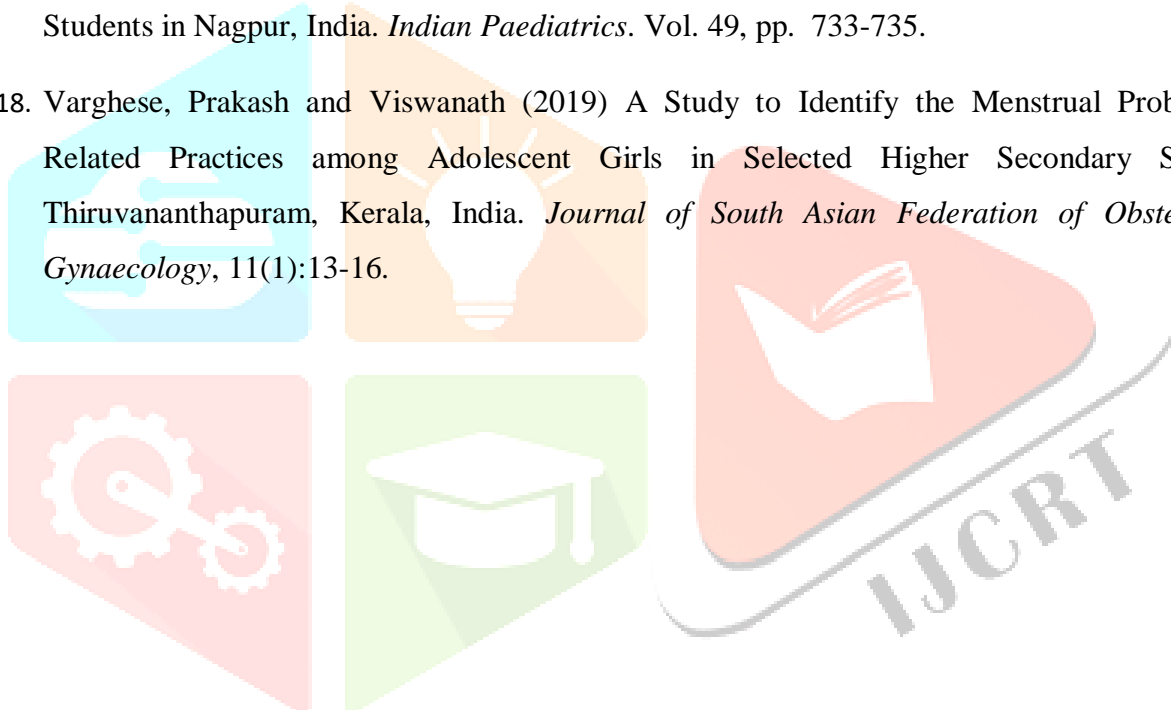 Students in Nagpur, India. Indian Paediatrics. Vol. 49, pp. 733-735.
18. Varghese, Prakash and Viswanath (2019) A Study to Identify the Menstrual
Related Practices among Adolescent Girls in Selected Higher Secondary
Thiruvananthapuram, Kerala, India. Journal of South Asian Federation of
Gynaecology, 11(1):13-16.
IJCRT